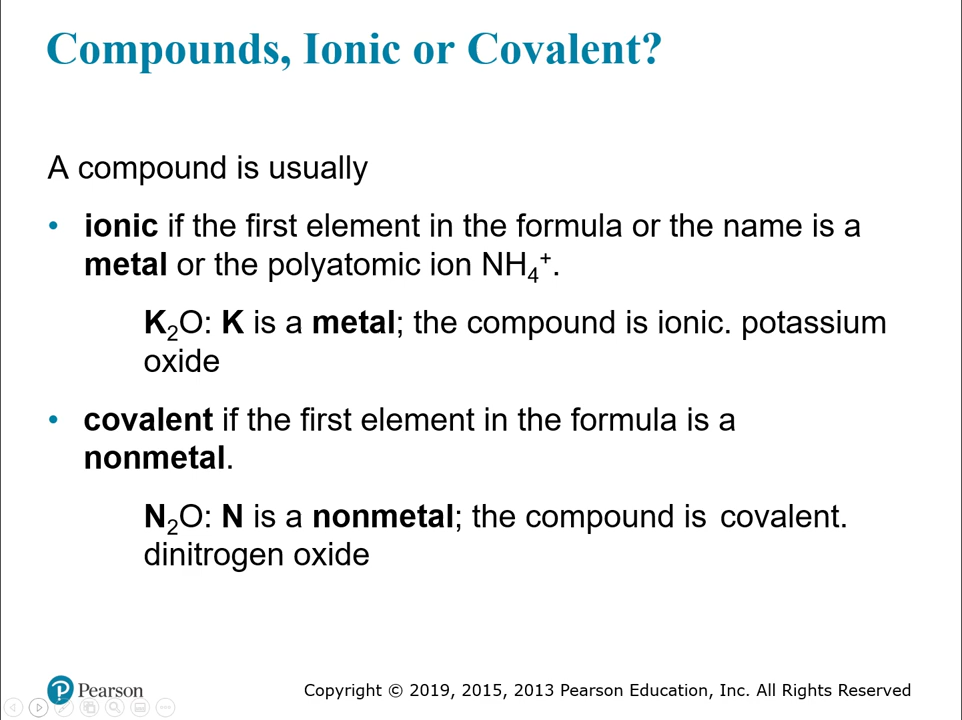 Compounds, Ionic or Covalent?
A compound is usually
• ionic if the first element in the formula or the name is a
metal or the polyatomic ion NH₄⁺.
K₂O: K is a metal; the compound is ionic. potassium
oxide
• covalent if the first element in the formula is a
nonmetal.
N₂O: N is a nonmetal; the compound is covalent.
dinitrogen oxide
Pearson
Copyright © 2019, 2015, 2013 Pearson Education, Inc. All Rights Reserved